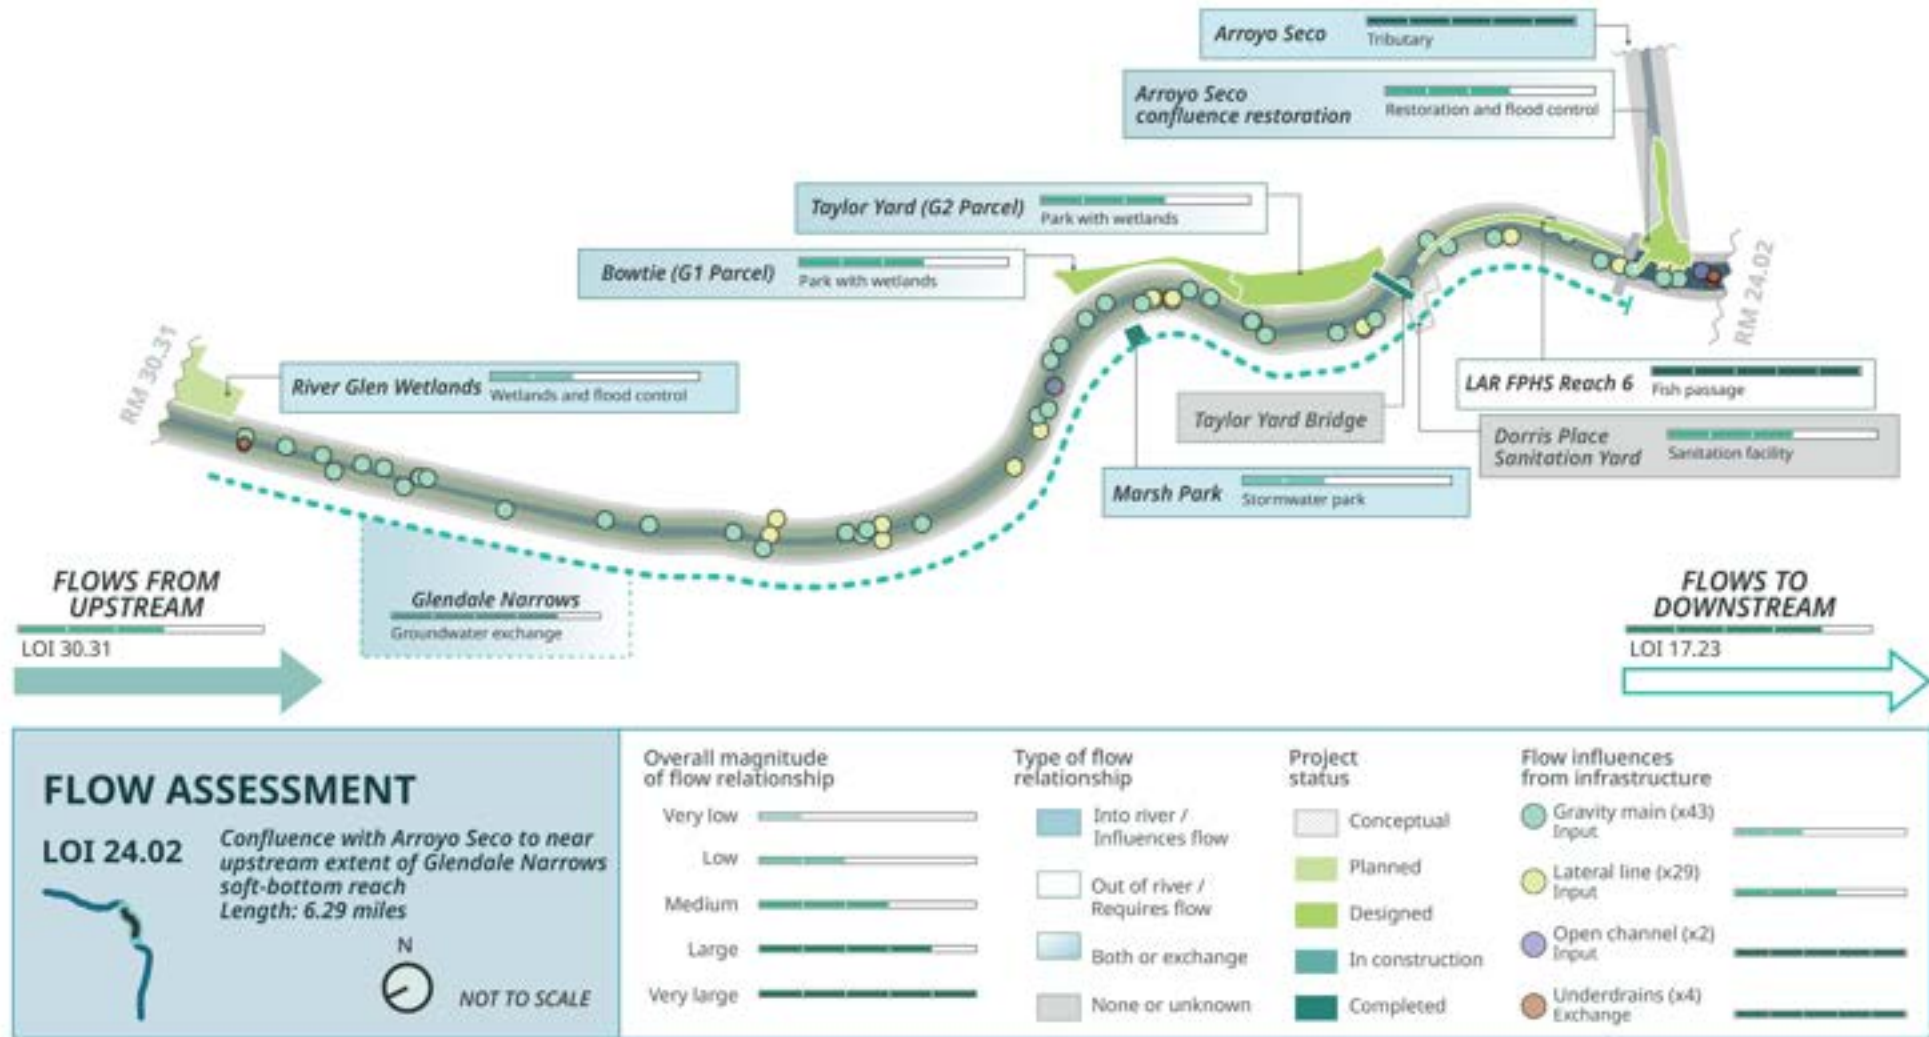 Arroyo Seco
Tributary
Arroyo Seco
confluence restoration
Restoration and flood control
Taylor Yard (G2 Parcel)
Park with wetlands
Bowtie (G1 Parcel)
Park with wetlands
RM 30.31
RM 24.02
River Glen Wetlands
Wetlands and flood control
LAR FPHS Reach 6
Fish passage
Taylor Yard Bridge
Dorris Place
Sanitation Yard
Sanitation facility
Marsh Park
Stormwater park
Glendale Narrows
Groundwater exchange
FLOWS FROM
UPSTREAM
LOI 30.31
FLOWS TO
DOWNSTREAM
LOI 17.23
FLOW ASSESSMENT
LOI 24.02
Confluence with Arroyo Seco to near
upstream extent of Glendale Narrows
soft-bottom reach
Length: 6.29 miles
N
NOT TO SCALE
Overall magnitude
of flow relationship
Very low
Low
Medium
Large
Very large
Type of flow
relationship
Into river /
Influences flow
Out of river /
Requires flow
Both or exchange
None or unknown
Project
status
Conceptual
Planned
Designed
In construction
Completed
Flow influences
from infrastructure
Gravity main (x43)
Input
Lateral line (x29)
Input
Open channel (x2)
Input
Underdrains (x4)
Exchange